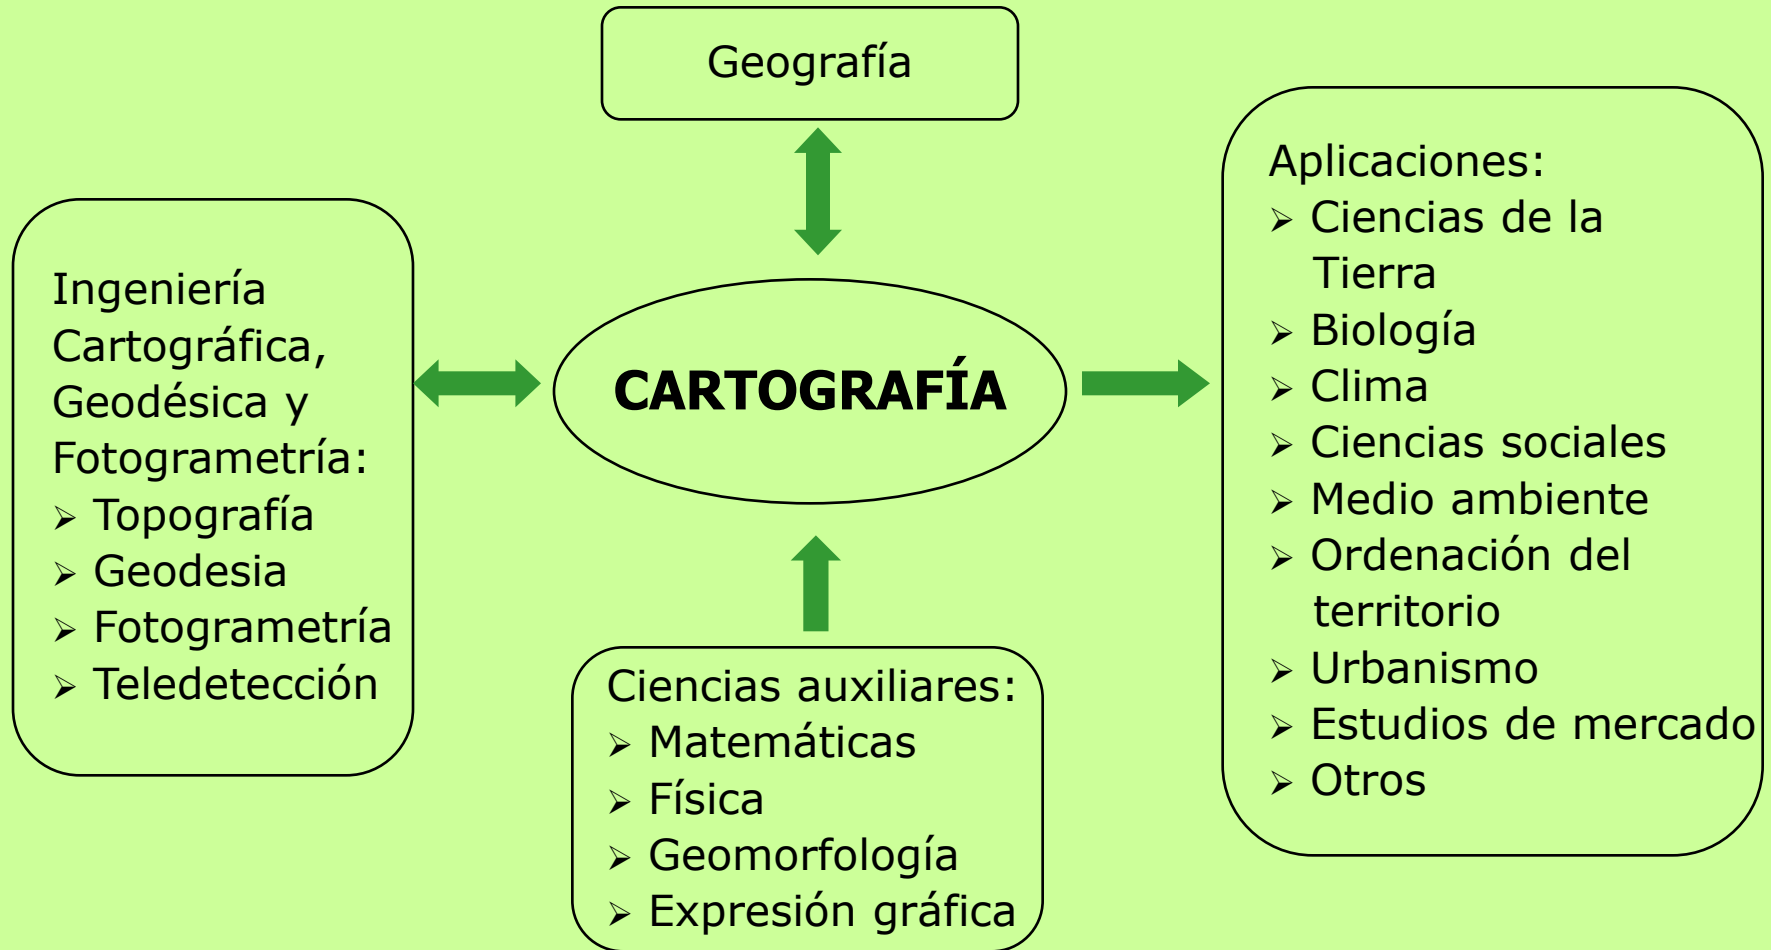 Geografía
Ingeniería
Cartográfica,
Geodésica y
Fotogrametría:
➢ Topografía
➢ Geodesia
➢ Fotogrametría
➢ Teledetección
CARTOGRAFÍA
Ciencias auxiliares:
➢ Matemáticas
➢ Física
➢ Geomorfología
➢ Expresión gráfica
Aplicaciones:
➢ Ciencias de la
Tierra
➢ Biología
➢ Clima
➢ Ciencias sociales
➢ Medio ambiente
➢ Ordenación del
territorio
➢ Urbanismo
➢ Estudios de mercado
➢ Otros